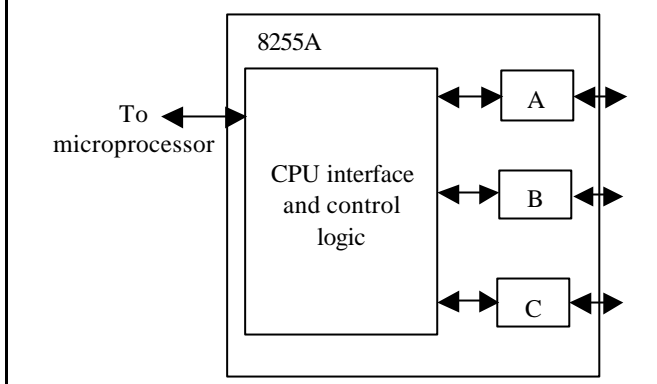 8255A
To
microprocessor
CPU interface
and control
logic
A
B
C